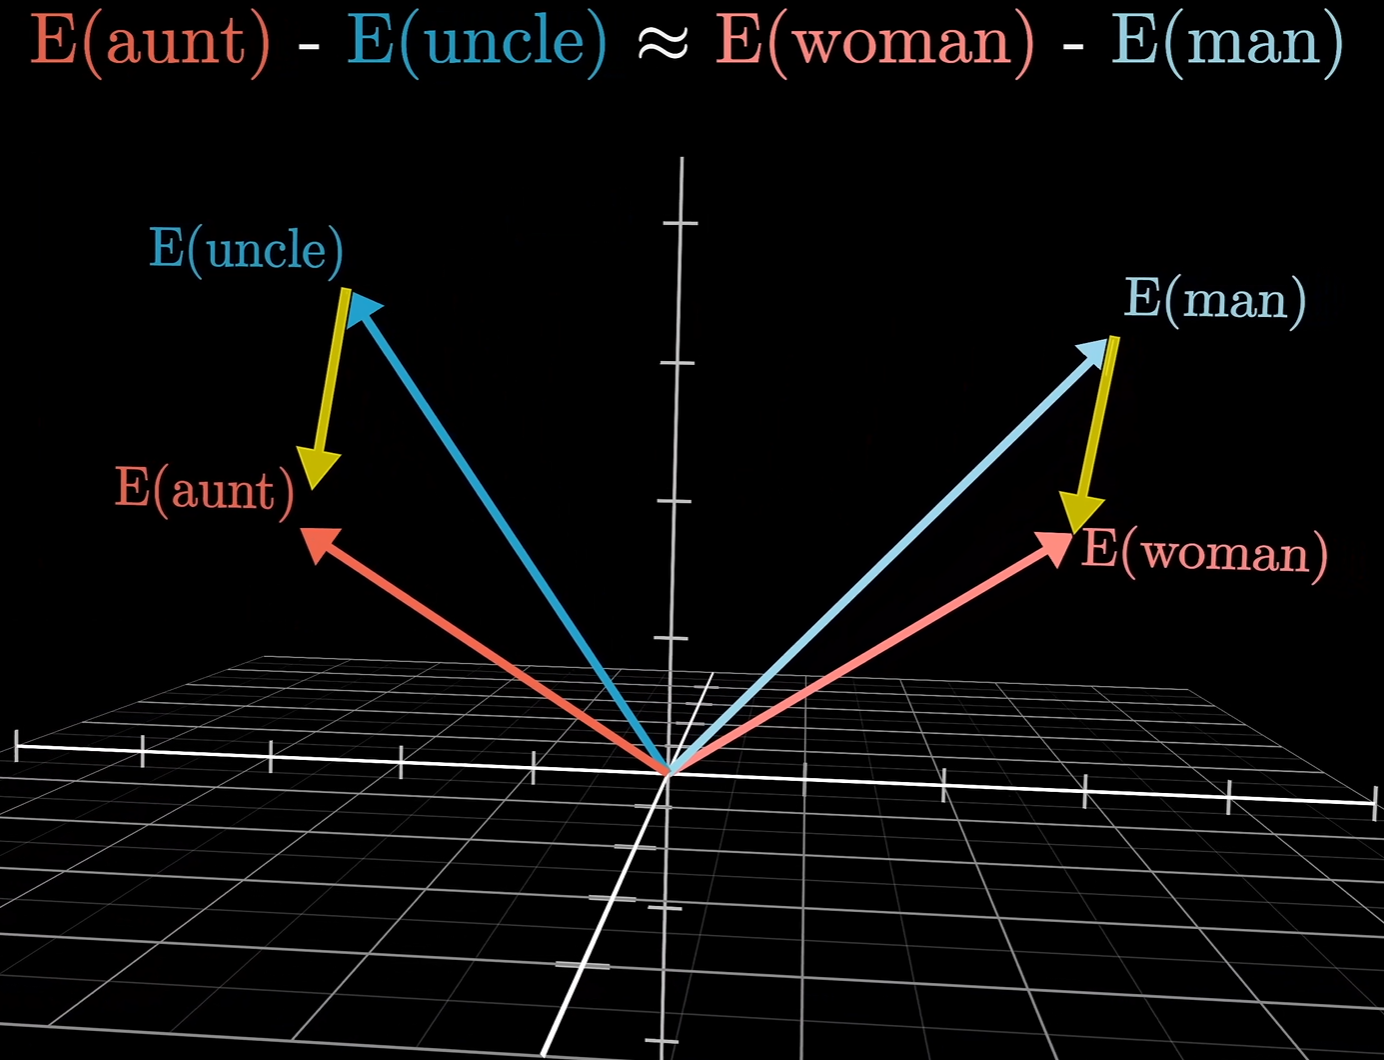 E(aunt) - E(uncle) ≈ E(woman) - E(man)
E(uncle)
E(man)
E(aunt)
E(woman)